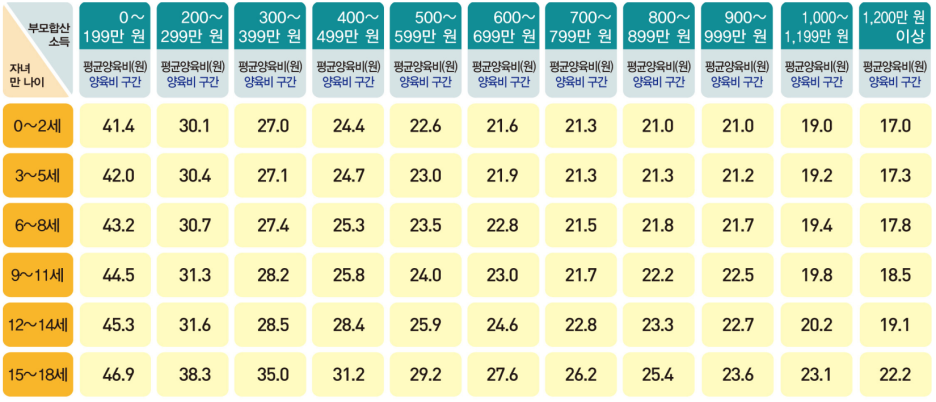 부모합산
소득
자녀
만 나이
0~
199만 원
200~
299만 원
300~
399만 원
400~
499만 원
500~
599만 원
600~
699만 원
700~
799만 원
800~
899만 원
900~
999만 원
1,000~
1,199만 원
1,200만 원
이상
평균양육비(원) 평균양육비(원) 평균양육비(원) 평균양육비(원) 평균양육비(원) 평균양육비(원) 평균양육비(원) 평균양육비(원) 평균양육비(원) 평균양육비(원) 평균양육비(원)
양육비 구간 양육비 구간 양육비 구간 양육비 구간 양육비 구간 양육비 구간 양육비 구간 양육비 구간 양육비 구간 양육비 구간 양육비 구간
0~2세 41.4 30.1 27.0 24.4 22.6 21.6 21.3 21.0 21.0 19.0 17.0
3~5세 42.0 30.4 27.1 24.7 23.0 21.9 21.3 21.3 21.2 19.2 17.3
6~8세 43.2 30.7 27.4 25.3 23.5 22.8 21.5 21.8 21.7 19.4 17.8
9~11세 44.5 31.3 28.2 25.8 24.0 23.0 21.7 22.2 22.5 19.8 18.5
12~14세 45.3 31.6 28.5 28.4 25.9 24.6 22.8 23.3 22.7 20.2 19.1
15~18세 46.9 38.3 35.0 31.2 29.2 27.6 26.2 25.4 23.6 23.1 22.2